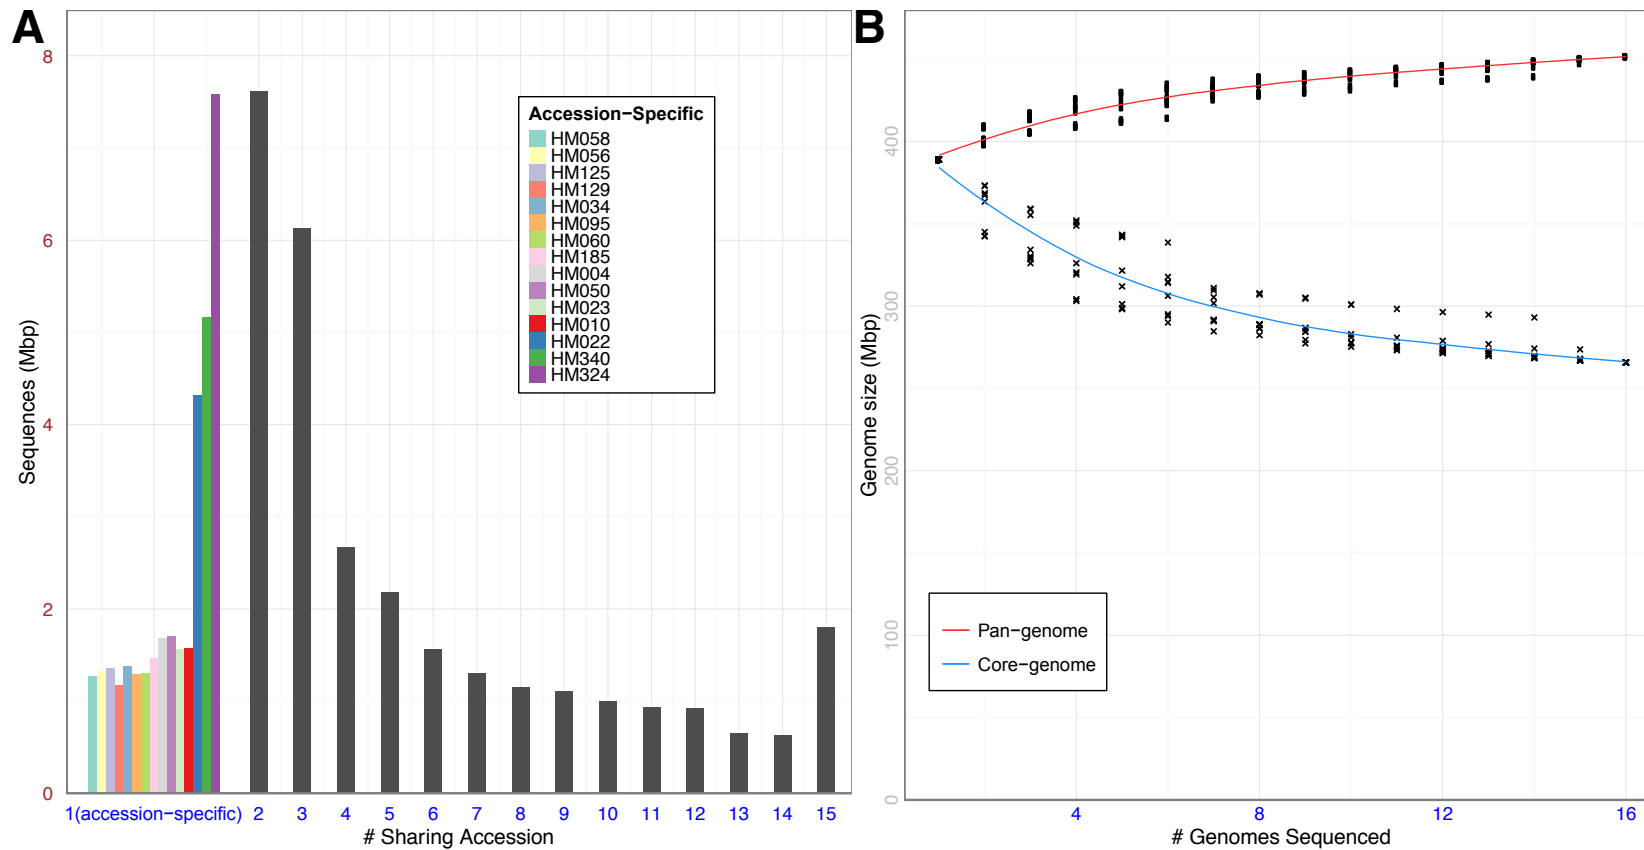 A
8
6
4
2
0
Sequences (Mbp)
Accession−Specific
HM058
HM056
HM125
HM129
HM034
HM095
HM060
HM185
HM004
HM050
HM023
HM010
HM022
HM340
HM324
1(accession−specific) 2 3 4 5 6 7 8 9 10 11 12 13 14 15
# Sharing Accession
B
400
300
200
100
0
Genome size (Mbp)
Pan−genome
Core−genome
4 8 12 16
# Genomes Sequenced